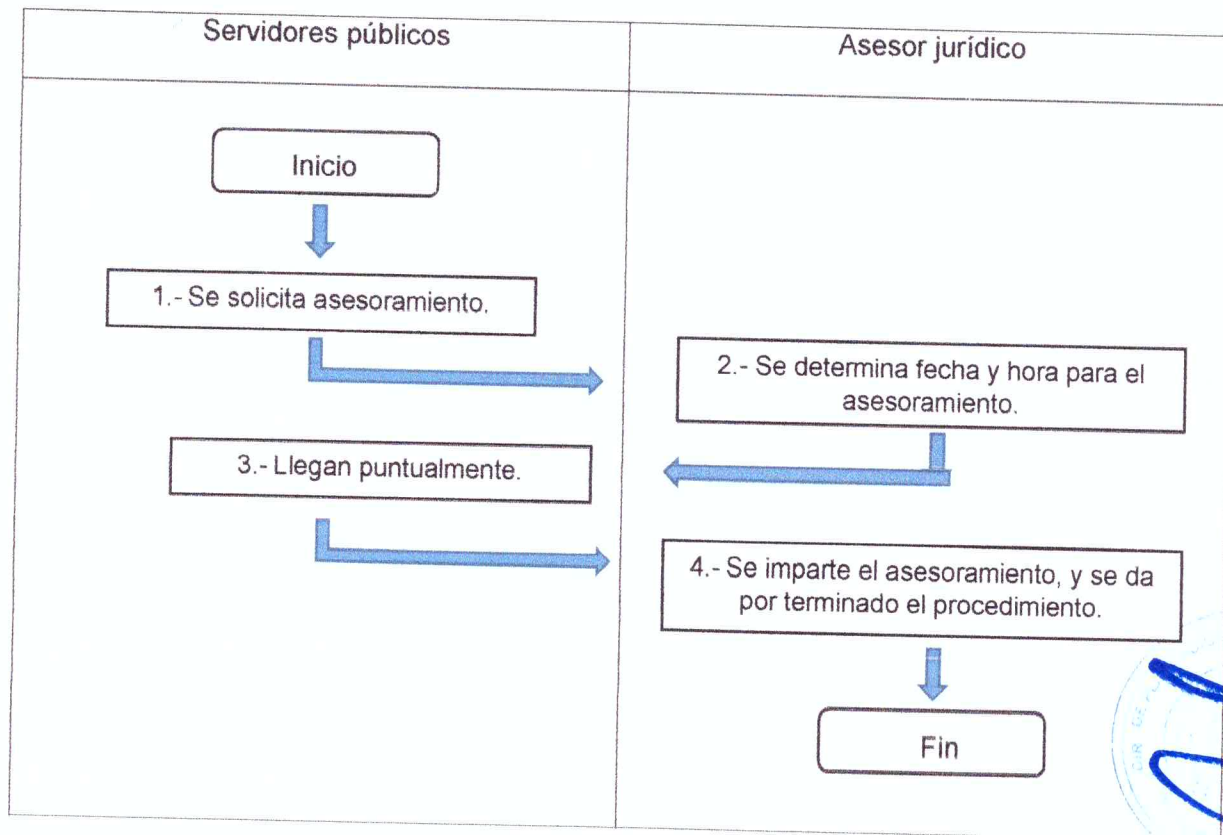 Servidores públicos
Asesor jurídico
Inicio
1.- Se solicita asesoramiento.
2.- Se determina fecha y hora para el
asesoramiento.
3.- Llegan puntualmente.
4.- Se imparte el asesoramiento, y se da
por terminado el procedimiento.
Fin